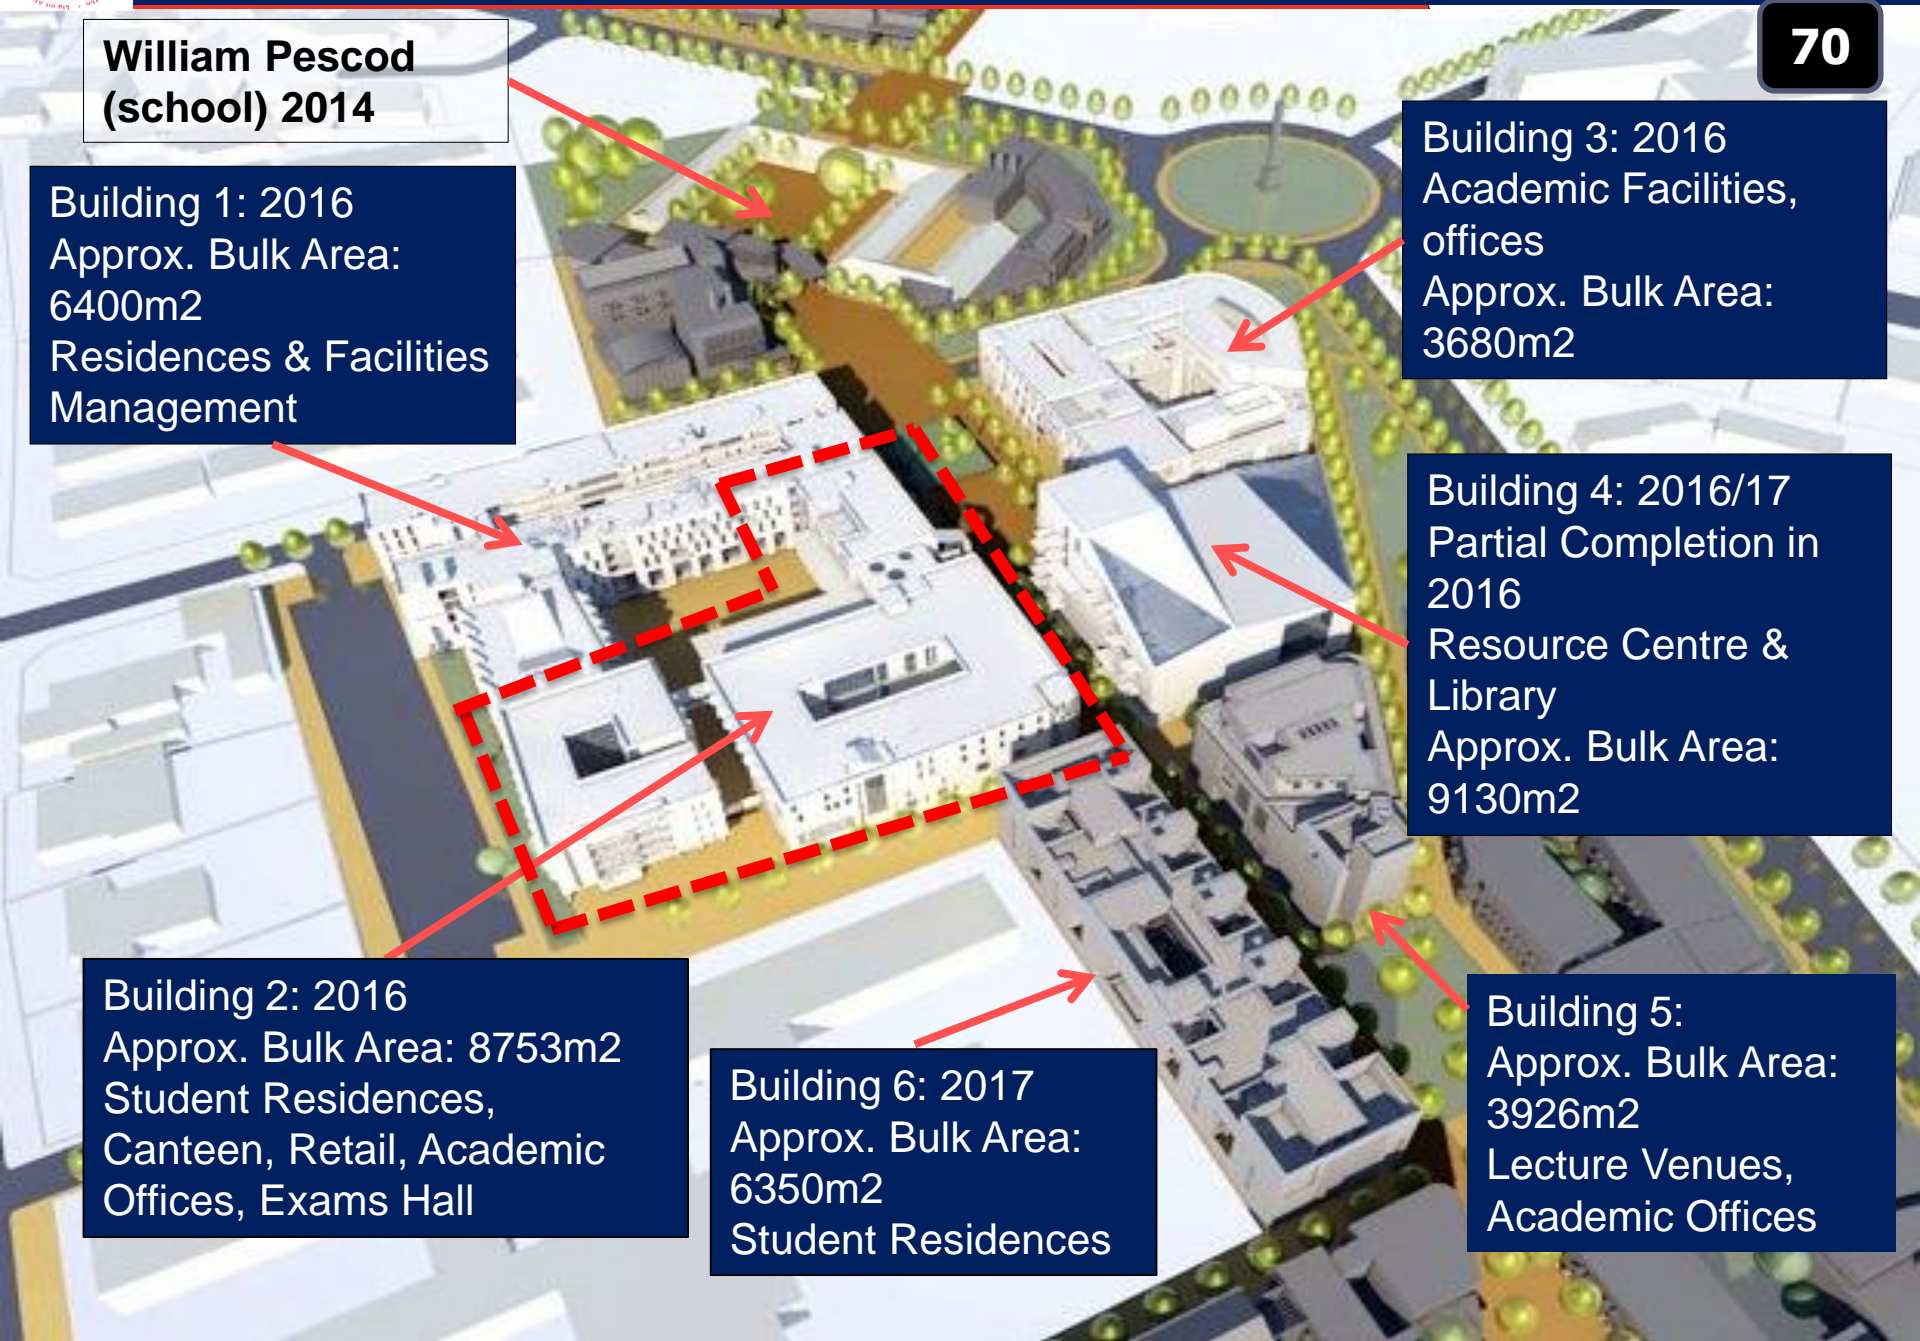 70
William Pescod
(school) 2014
Building 1: 2016
Approx. Bulk Area:
6400m2
Residences & Facilities
Management
Building 3: 2016
Academic Facilities,
offices
Approx. Bulk Area:
3680m2
Building 4: 2016/17
Partial Completion in
2016
Resource Centre &
Library
Approx. Bulk Area:
9130m2
Building 2: 2016
Approx. Bulk Area: 8753m2
Student Residences,
Canteen, Retail, Academic
Offices, Exams Hall
Building 6: 2017
Approx. Bulk Area:
6350m2
Student Residences
Building 5:
Approx. Bulk Area:
3926m2
Lecture Venues,
Academic Offices